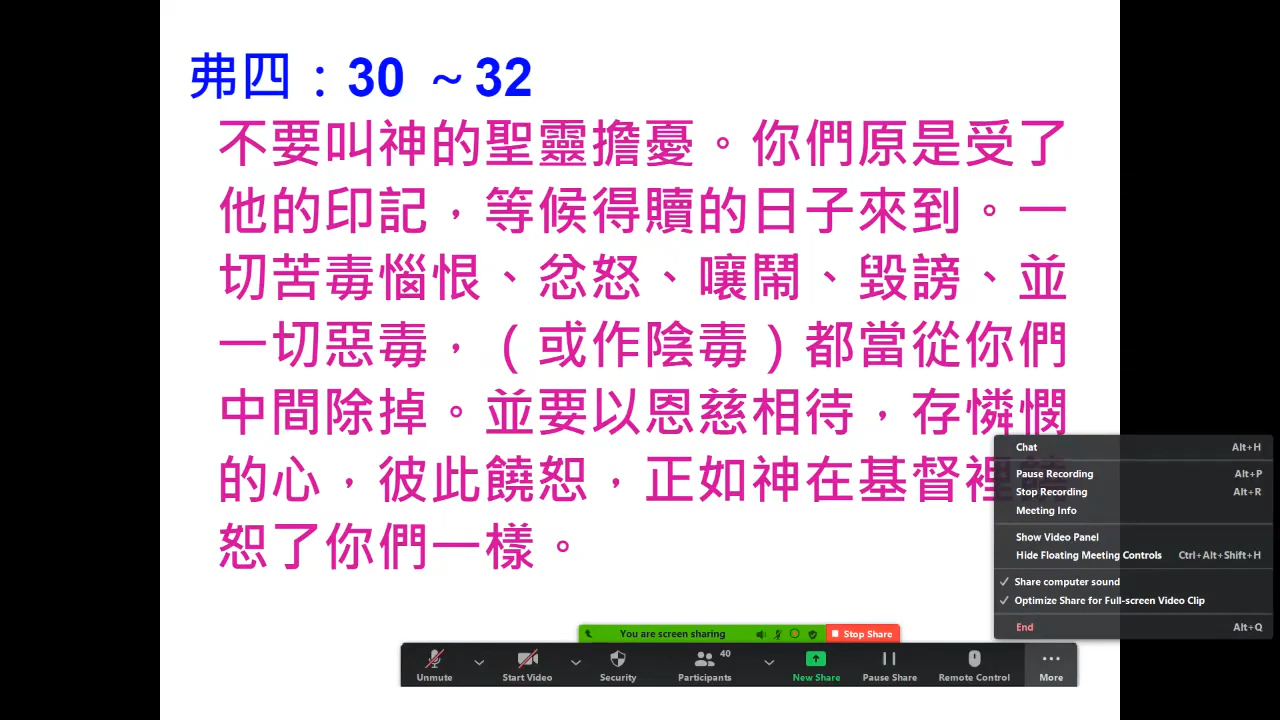 弗四：30 ～32
不要叫神的聖靈擔憂。你們原是受了
他的印記，等候得贖的日子來到。一
切苦毒惱恨、忿怒、嚷鬧、毀謗、並
一切惡毒，（或作陰毒）都當從你們
中間除掉。並要以恩慈相待，存憐憫
的心，彼此饒恕，正如神在基督裡饒
恕了你們一樣。
Chat Alt+H
Pause Recording Alt+P
Stop Recording Alt+R
Meeting Info
Show Video Panel
Hide Floating Meeting Controls Ctrl+Alt+Shift+H
Share computer sound
Optimize Share for Full-screen Video Clip
End Alt+Q
You are screen sharing Stop Share
40
Unmute Start Video Security Participants New Share Pause Share Remote Control More